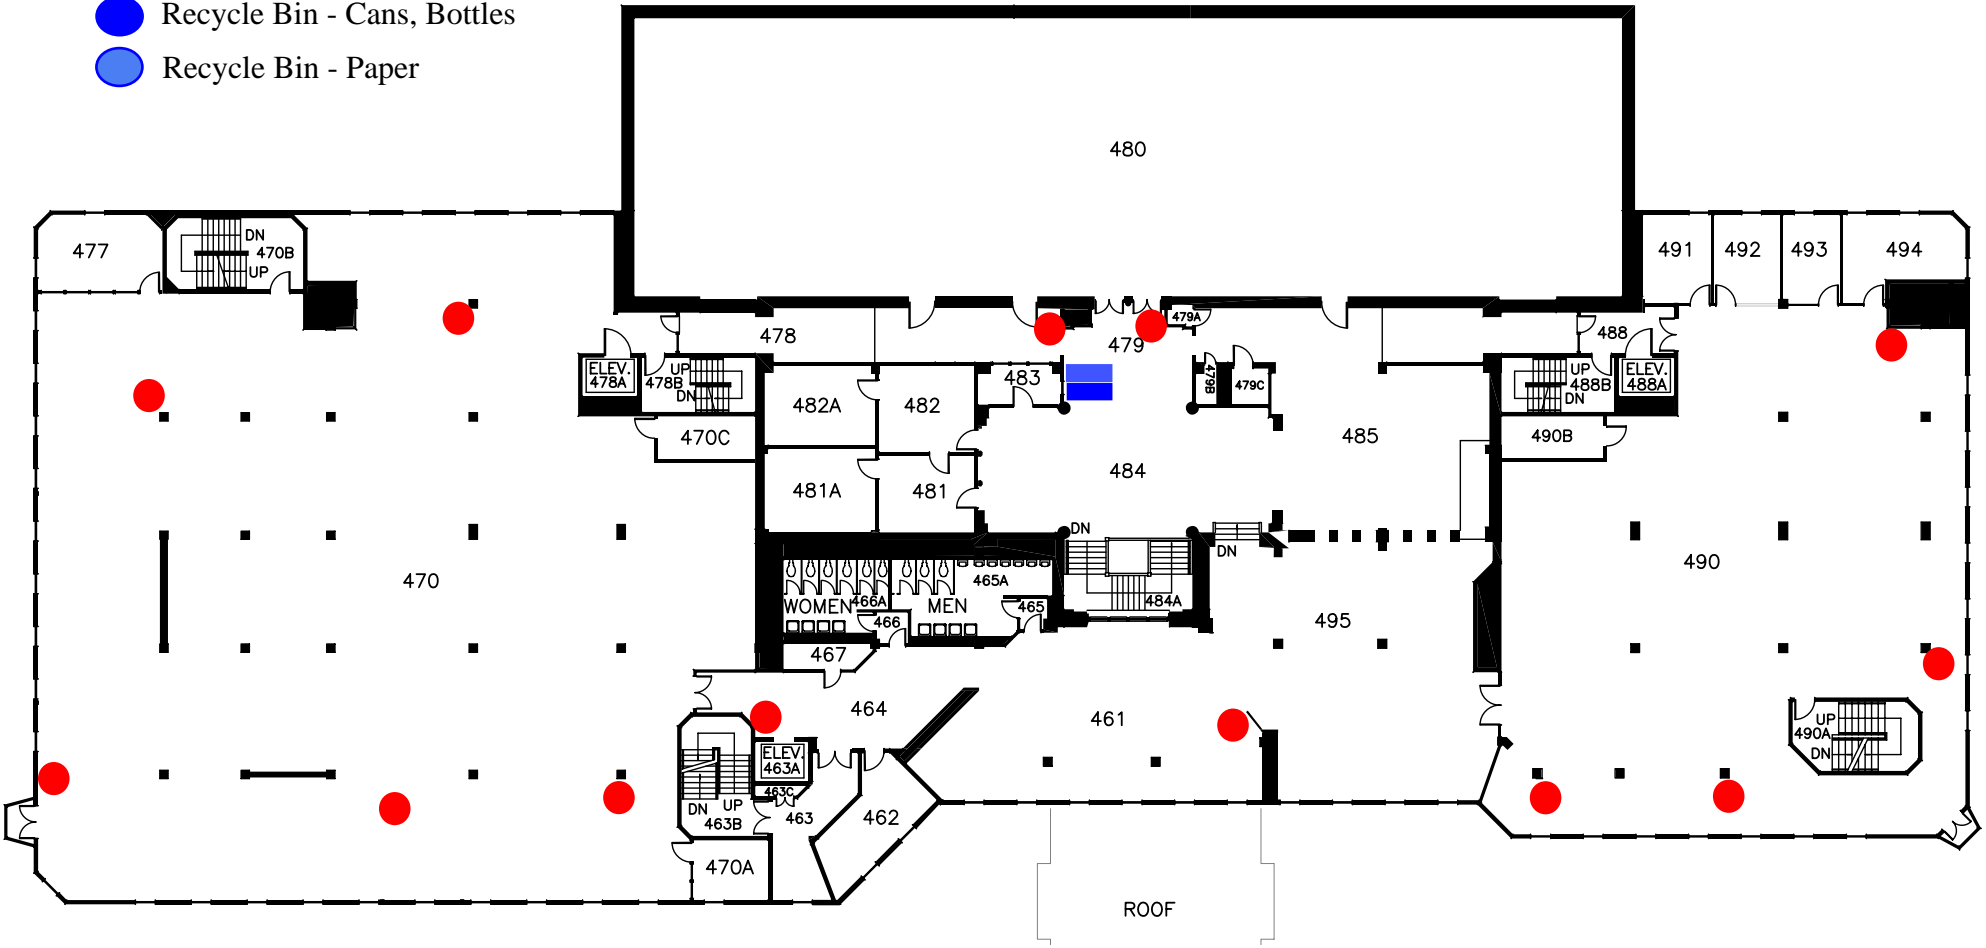 Recycle Bin - Cans, Bottles
Recycle Bin - Paper
480
477
DN
470B
UP
491
492
493
494
478
479A
479
488
ELEV.
478A
UP
478B
DN
483
479B
479C
UP
488B
DN
ELEV.
488A
482A
482
470C
485
490B
481A
481
484
DN
DN
470
490
465A
WOMEN
466A
MEN
465
484A
466
495
467
464
461
UP
490A
DN
ELEV.
463A
463C
DN
UP
463B
463
462
470A
ROOF